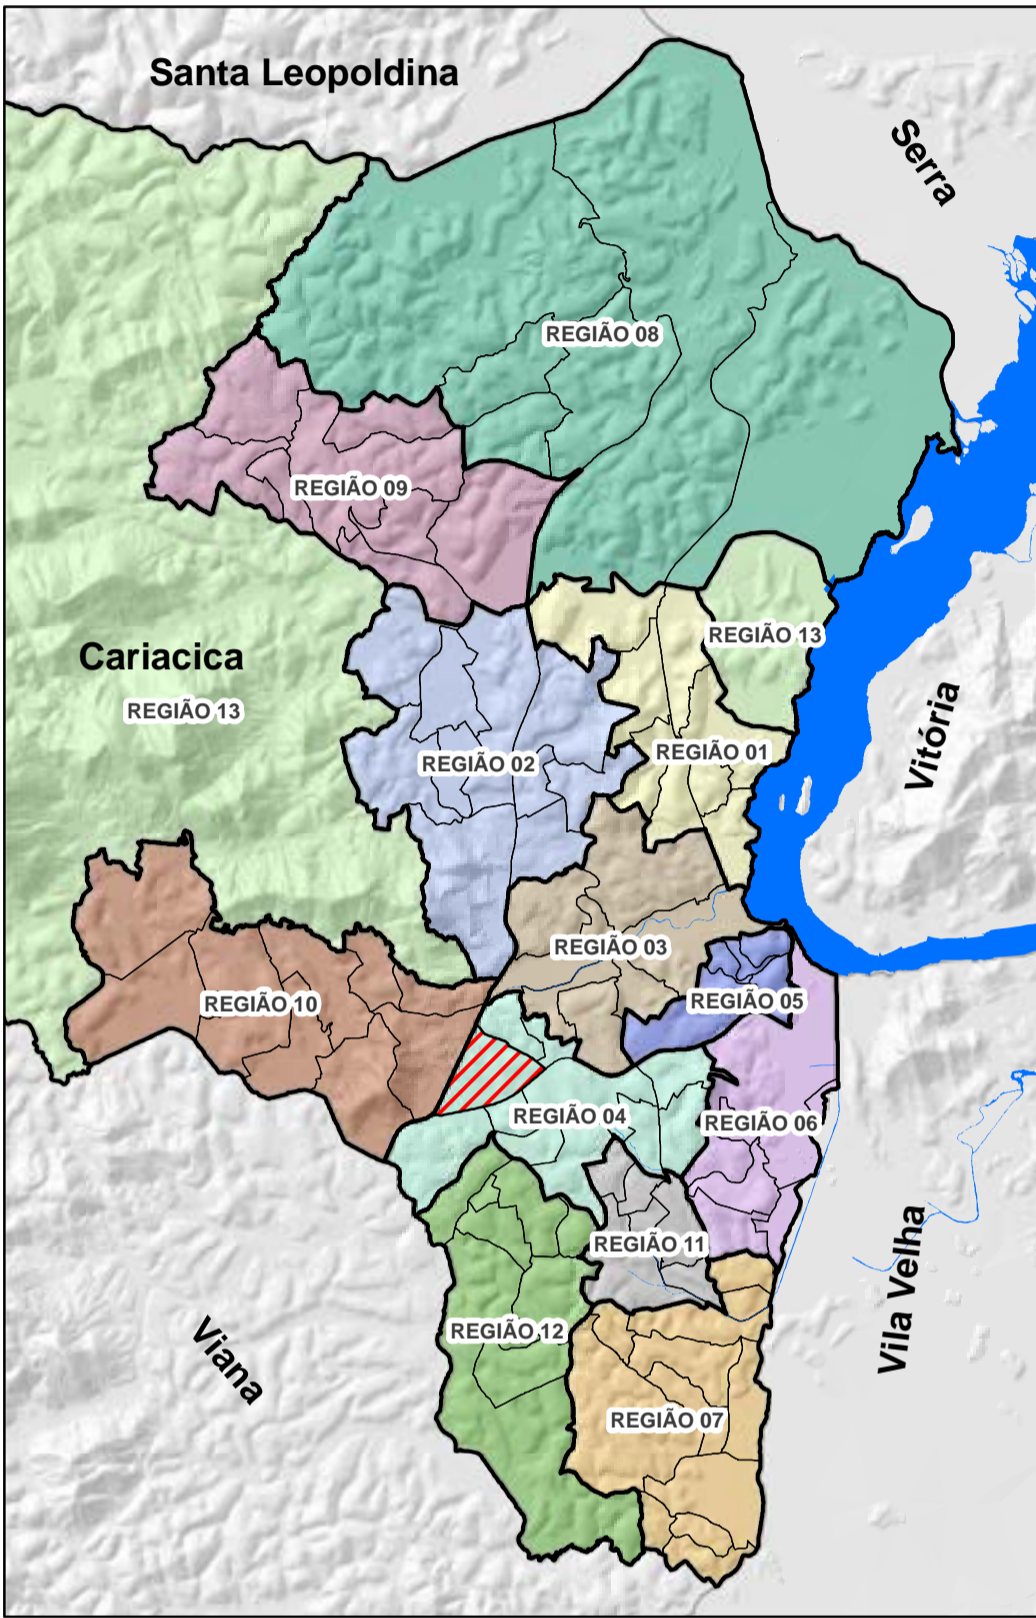 Santa Leopoldina
Serra
REGIÃO 08
REGIÃO 09
REGIÃO 13
Cariacica
REGIÃO 13
Vitória
REGIÃO 01
REGIÃO 02
REGIÃO 03
REGIÃO 05
REGIÃO 10
REGIÃO 04
REGIÃO 06
REGIÃO 11
Vila Velha
REGIÃO 12
Viana
REGIÃO 07